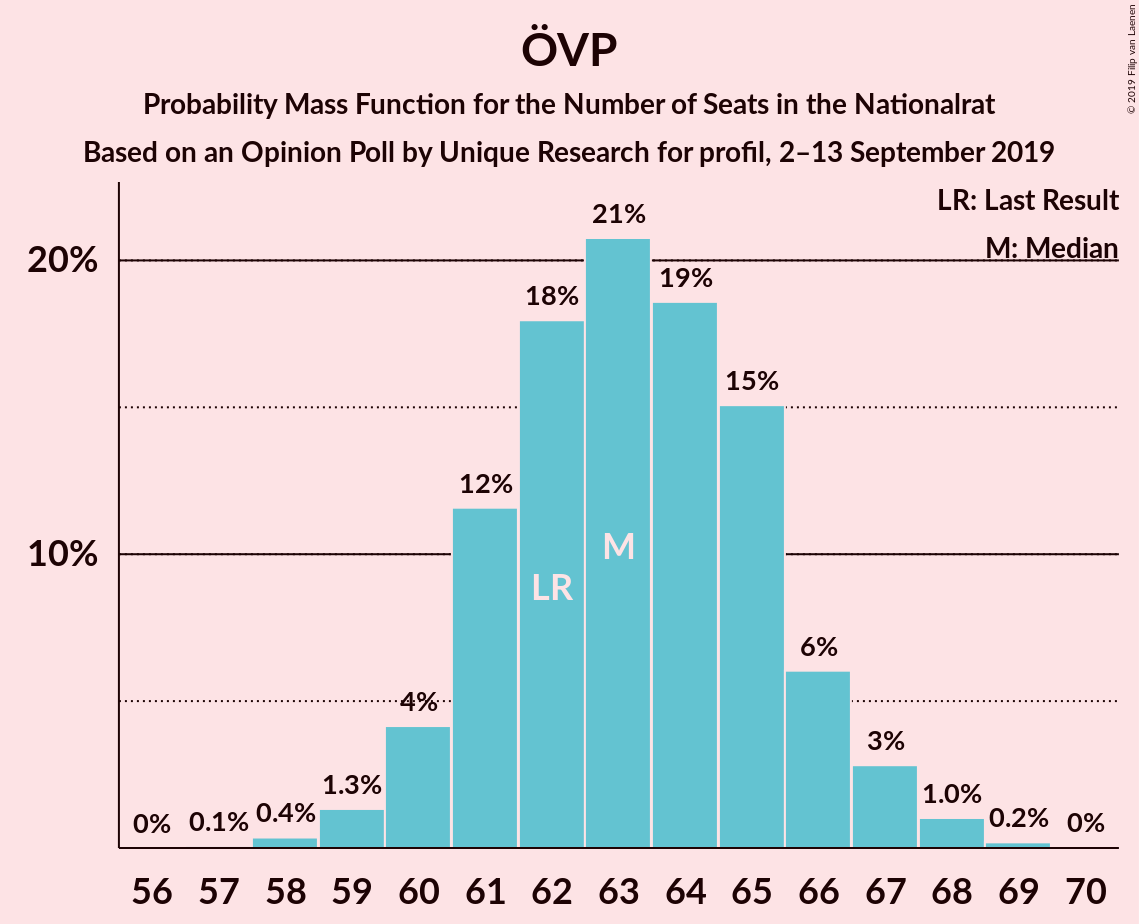 ÖVP
Probability Mass Function for the Number of Seats in the Nationalrat
Based on an Opinion Poll by Unique Research for profil, 2–13 September 2019
© 2019 Filip van Laenen
LR: Last Result
M: Median
20%
10%
0%
0.1%
0.4%
1.3%
4%
12%
18%
21%
19%
15%
6%
3%
1.0%
0.2%
0%
LR
M
56 57 58 59 60 61 62 63 64 65 66 67 68 69 70